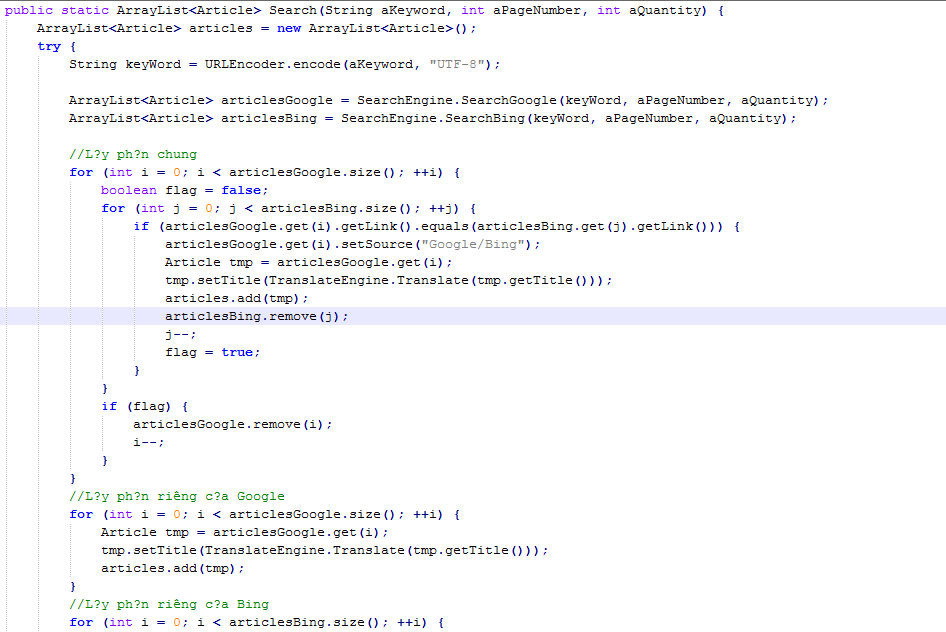 public static ArrayList<Article> Search(String aKeyword, int aPageNumber, int aQuantity) {
    ArrayList<Article> articles = new ArrayList<Article>();
    try {
        String keyWord = URLEncoder.encode(aKeyword, "UTF-8");

        ArrayList<Article> articlesGoogle = SearchEngine.SearchGoogle(keyWord, aPageNumber, aQuantity);
        ArrayList<Article> articlesBing = SearchEngine.SearchBing(keyWord, aPageNumber, aQuantity);

        //L?y ph?n chung
        for (int i = 0; i < articlesGoogle.size(); ++i) {
            boolean flag = false;
            for (int j = 0; j < articlesBing.size(); ++j) {
                if (articlesGoogle.get(i).getLink().equals(articlesBing.get(j).getLink())) {
                    articlesGoogle.get(i).setSource("Google/Bing");
                    Article tmp = articlesGoogle.get(i);
                    tmp.setTitle(TranslateEngine.Translate(tmp.getTitle()));
                    articles.add(tmp);
                    articlesBing.remove(j);
                    j--;
                    flag = true;
                }
            }
            if (flag) {
                articlesGoogle.remove(i);
                i--;
            }
        }
        //L?y ph?n riêng c?a Google
        for (int i = 0; i < articlesGoogle.size(); ++i) {
            Article tmp = articlesGoogle.get(i);
            tmp.setTitle(TranslateEngine.Translate(tmp.getTitle()));
            articles.add(tmp);
        }
        //L?y ph?n riêng c?a Bing
        for (int i = 0; i < articlesBing.size(); ++i) {